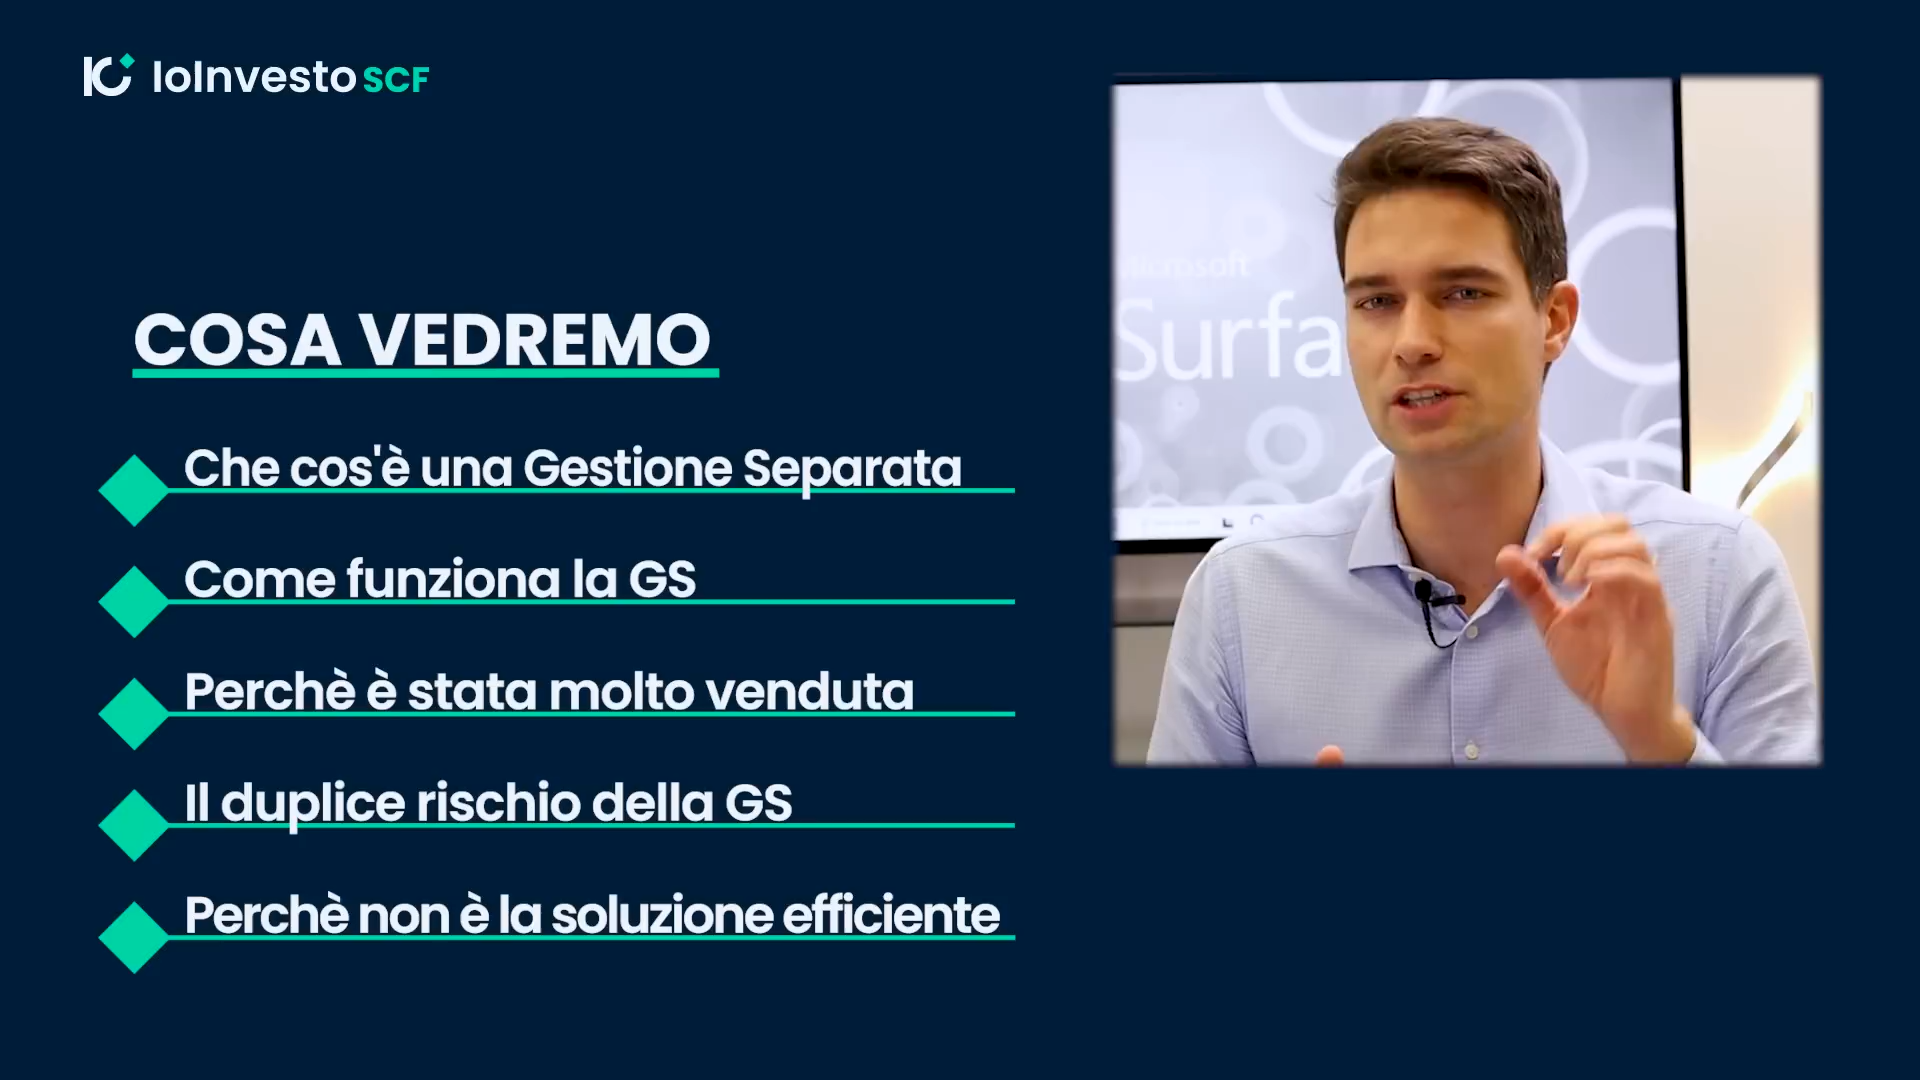 IoInvesto SCF
COSA VEDREMO
Che cos'è una Gestione Separata
Come funziona la GS
Perchè è stata molto venduta
Il duplice rischio della GS
Perchè non è la soluzione efficiente
Microsoft
Surfa